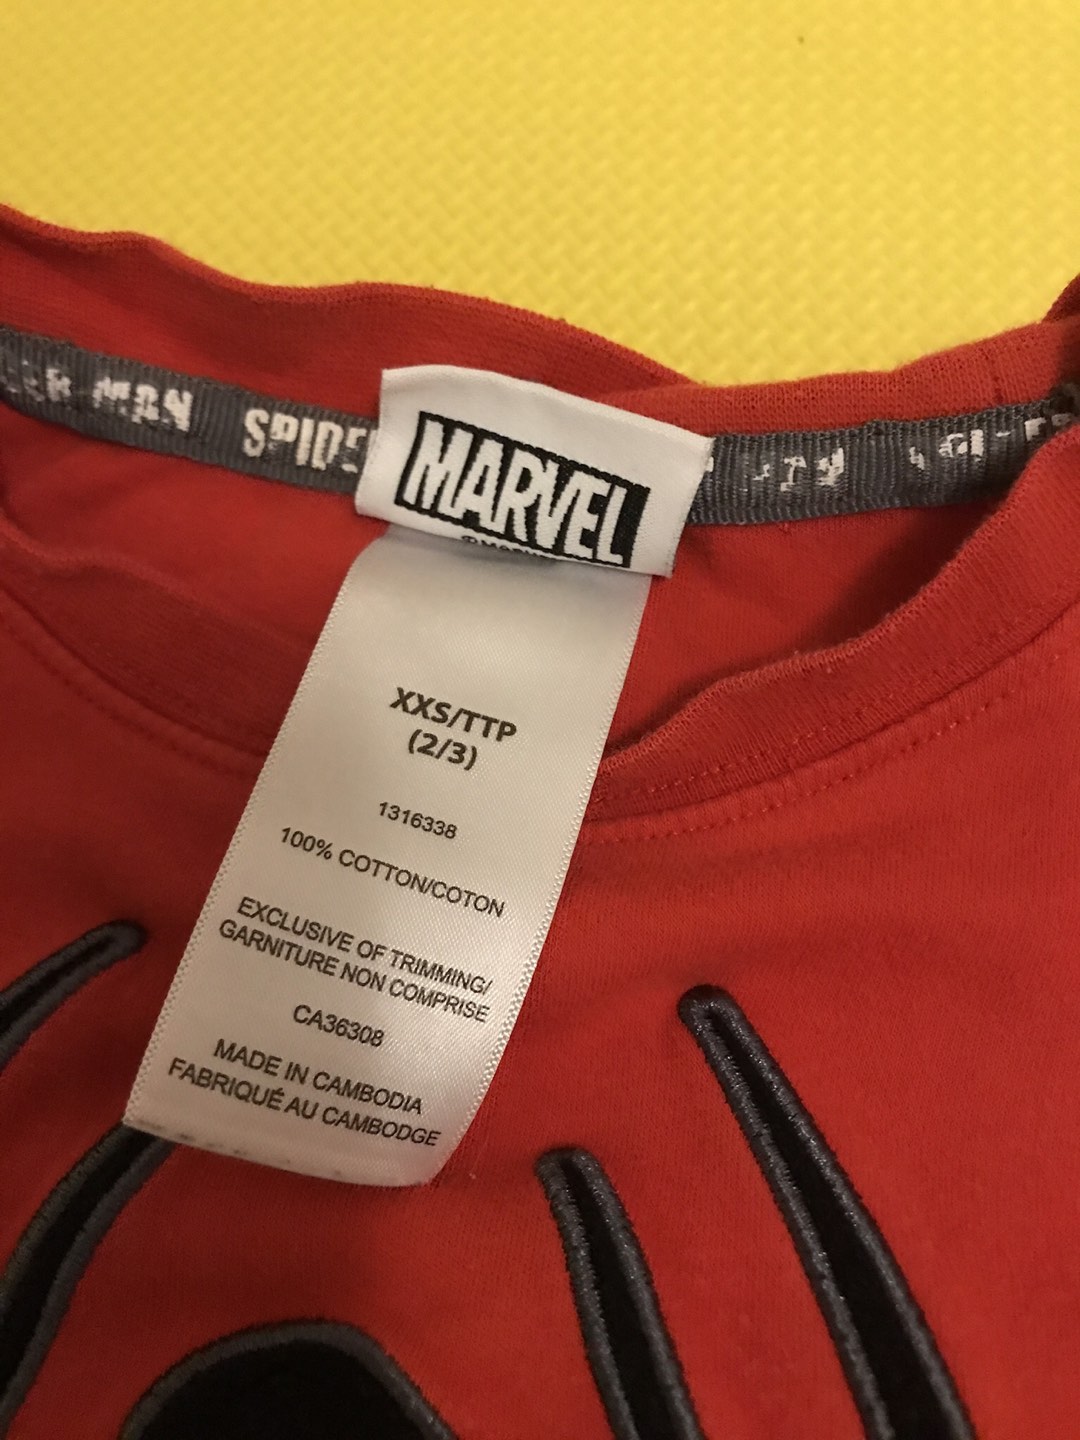 SPIDE
MARVEL
XXS/TTP
(2/3)
1316338
100% COTTON/COTON
EXCLUSIVE OF TRIMMING/
GARNITURE NON COMPRISE
CA36308
MADE IN CAMBODIA
FABRIQUÉ AU CAMBODGE